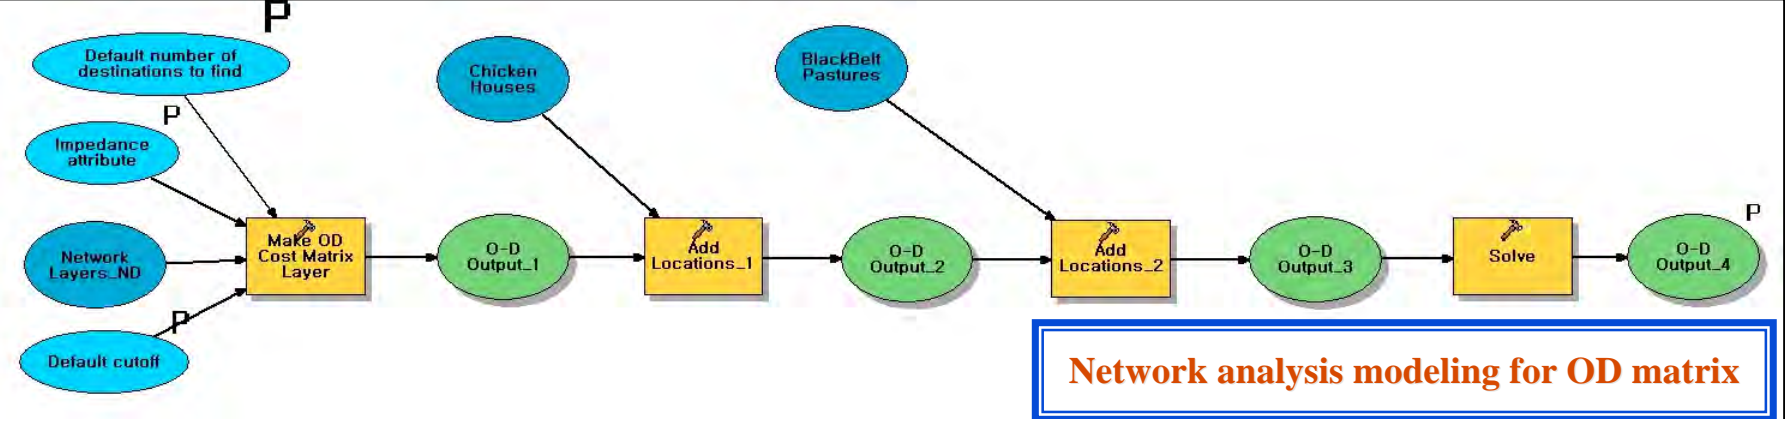 P
Default number of
destinations to find
P
Impedance
attribute
Network
Layers_ND
P
Default cutoff
Make OD
Cost Matrix
Layer
O-D
Output_1
Chicken
Houses
Add
Locations_1
O-D
Output_2
BlackBelt
Pastures
Add
Locations_2
O-D
Output_3
Solve
P
O-D
Output_4
Network analysis modeling for OD matrix